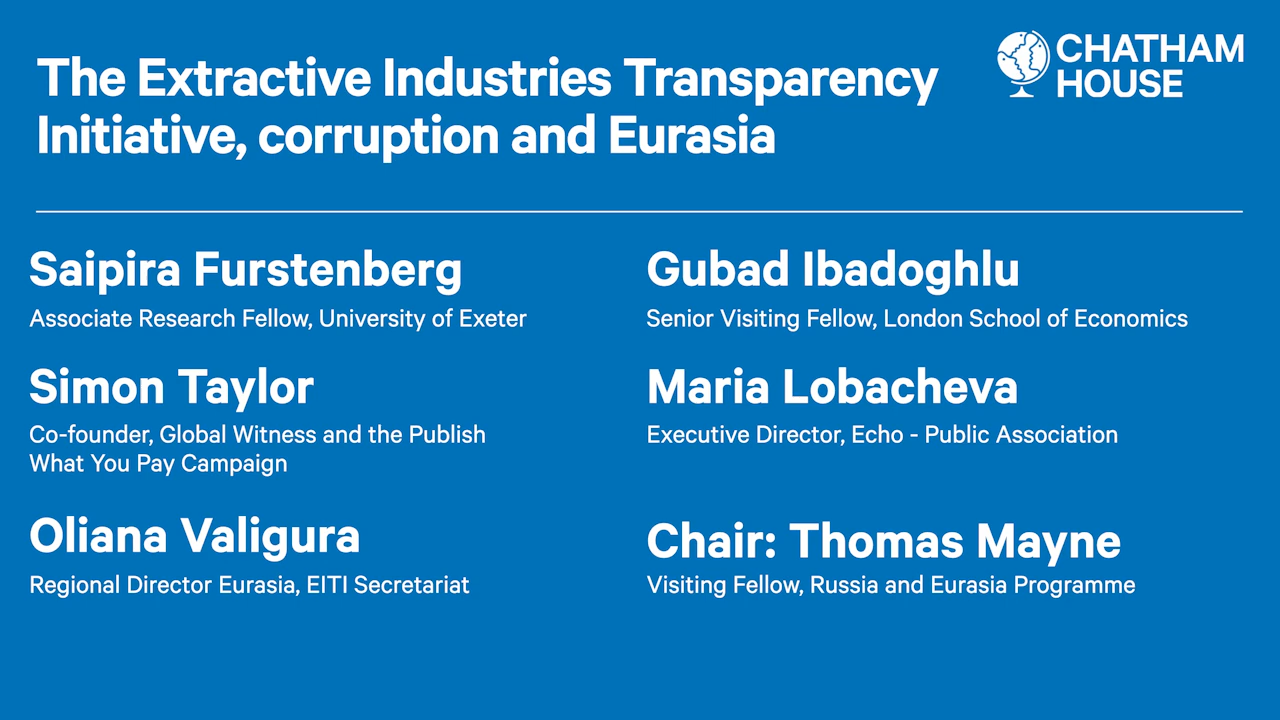 The Extractive Industries Transparency
Initiative, corruption and Eurasia
CHATHAM
HOUSE
Saipira Furstenberg
Associate Research Fellow, University of Exeter
Gubad Ibadoghlu
Senior Visiting Fellow, London School of Economics
Simon Taylor
Co-founder, Global Witness and the Publish
What You Pay Campaign
Maria Lobacheva
Executive Director, Echo - Public Association
Oliana Valigura
Regional Director Eurasia, EITI Secretariat
Chair: Thomas Mayne
Visiting Fellow, Russia and Eurasia Programme